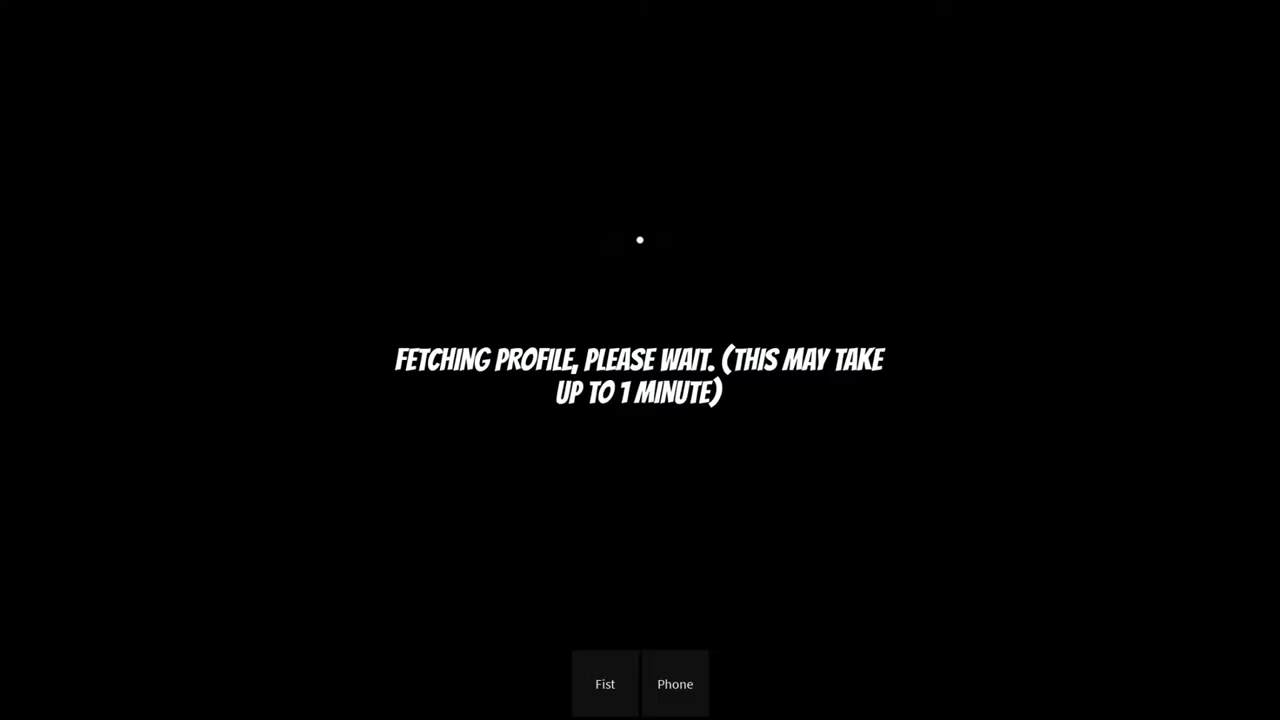 FETCHING PROFILE, PLEASE WAIT. (THIS MAY TAKE
UP TO 1 MINUTE)
Fist Phone